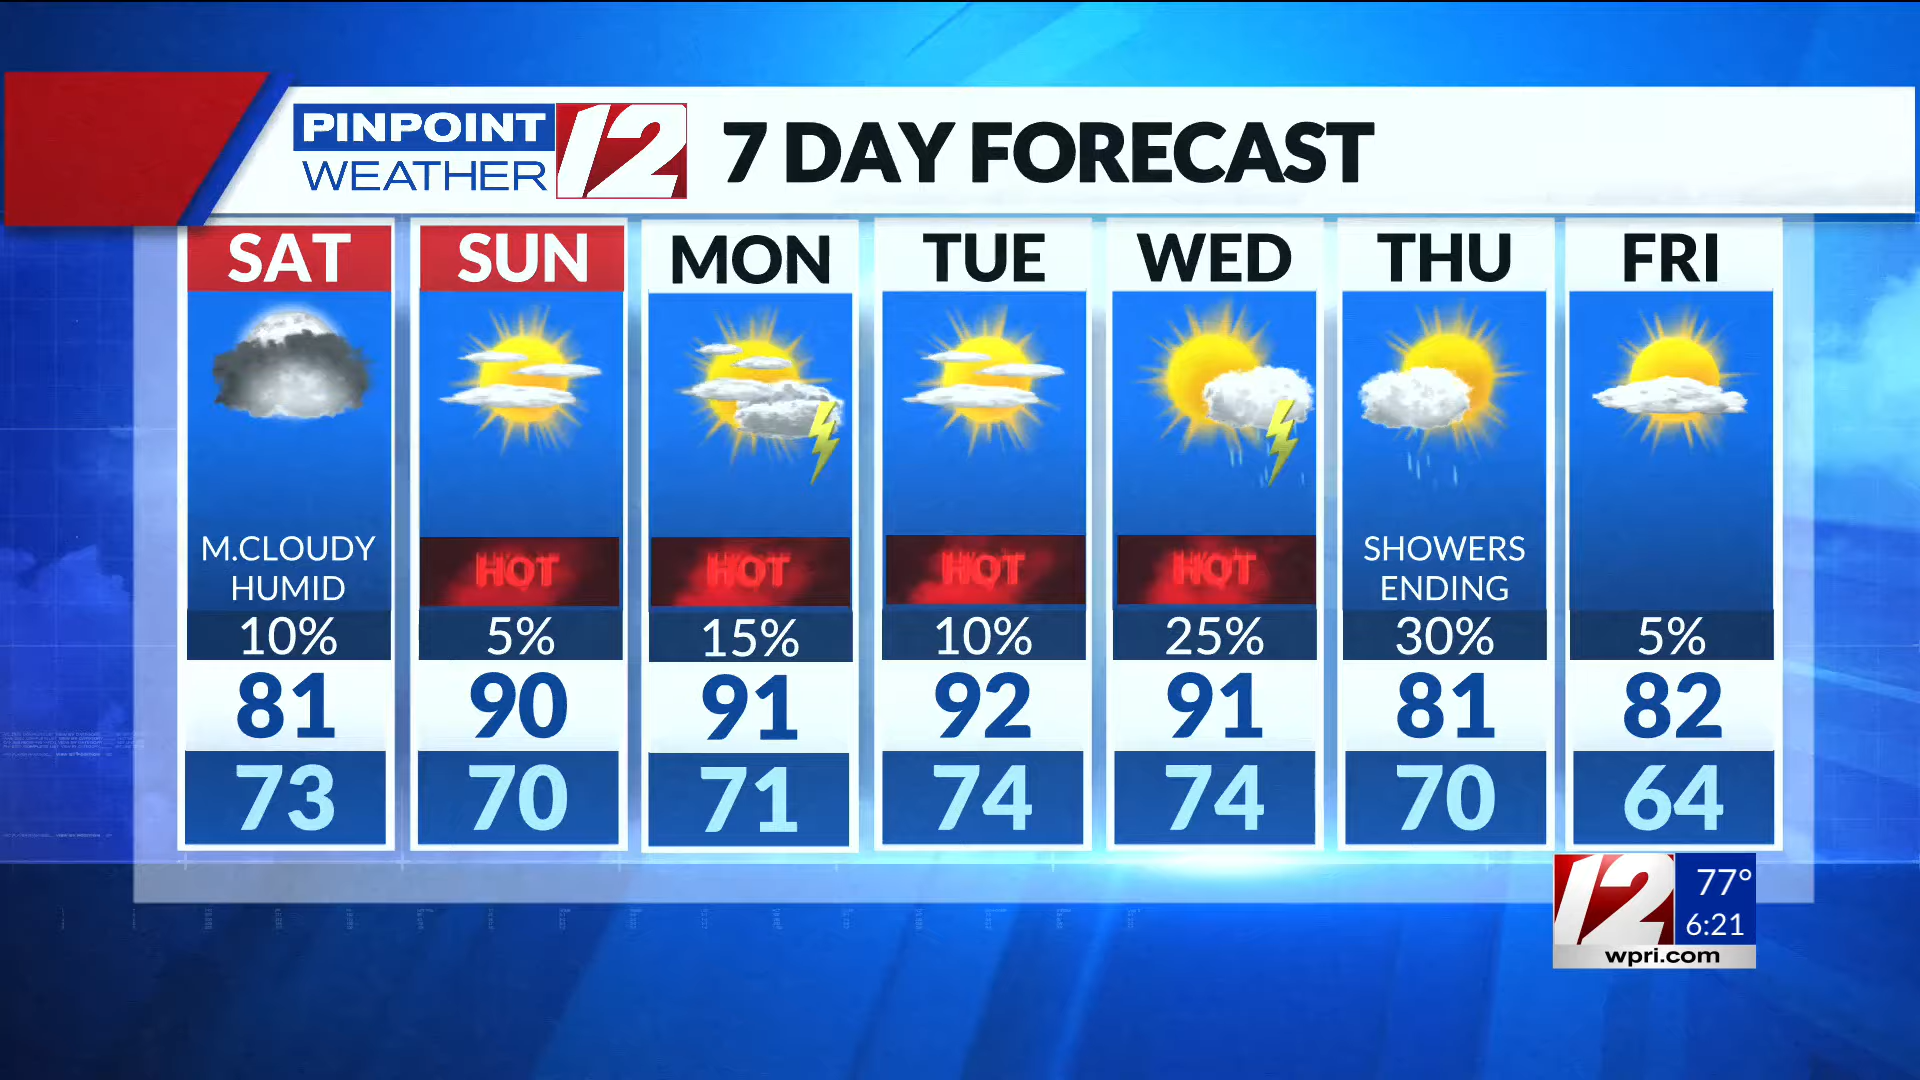 PINPOINT
WEATHER
12
7 DAY FORECAST
SAT
SUN
MON
TUE
WED
THU
FRI
M.CLOUDY
HUMID
HOT
HOT
HOT
HOT
SHOWERS
ENDING
10%
5%
15%
10%
25%
30%
5%
81
90
91
92
91
81
82
73
70
71
74
74
70
64
12
77°
6:21
wpri.com